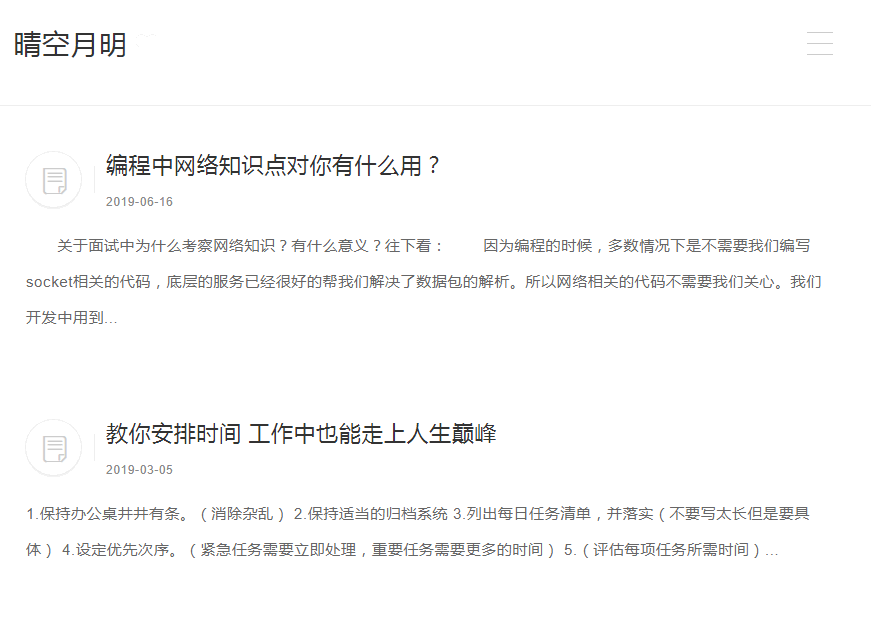 晴空月明
编程中网络知识点对你有什么用？
2019-06-16
关于面试中为什么考察网络知识？有什么意义？往下看： 因为编程的时候，多数情况下是不需要我们编写
socket相关的代码，底层的服务已经很好的帮我们解决了数据包的解析。所以网络相关的代码不需要我们关心。我们
开发中用到...
教你安排时间 工作中也能走上人生巅峰
2019-03-05
1.保持办公桌井井有条。（消除杂乱） 2.保持适当的归档系统 3.列出每日任务清单，并落实（不要写太长但是要具
体） 4.设定优先次序。（紧急任务需要立即处理，重要任务需要更多的时间） 5.（评估每项任务所需时间）...